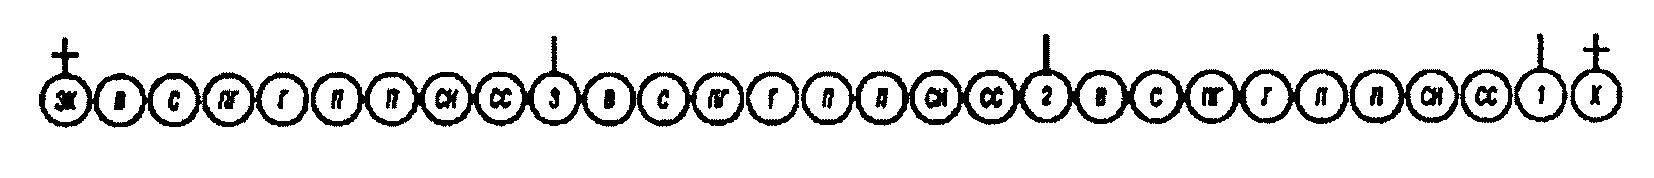 ЗК В С ПГ Г П П СН СС 3 В С ПГ Г П П СН СС 2 В С ПГ Г П П СН СС 1 К